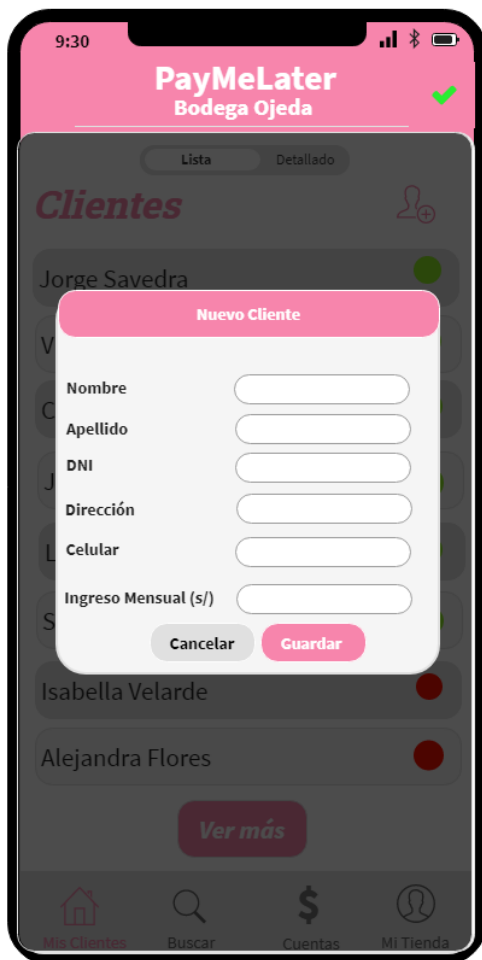 9:30
PayMeLater
Bodega Ojeda
Lista Detallado
Clientes
Jorge Savedra
Nuevo Cliente
V
Nombre
C
Apellido
DNI
J
Dirección
Celular
L
Ingreso Mensual (s/)
S
Cancelar Guardar
Isabella Velarde
Alejandra Flores
Ver más
$
Mis Clientes Buscar Cuentas Mi Tienda